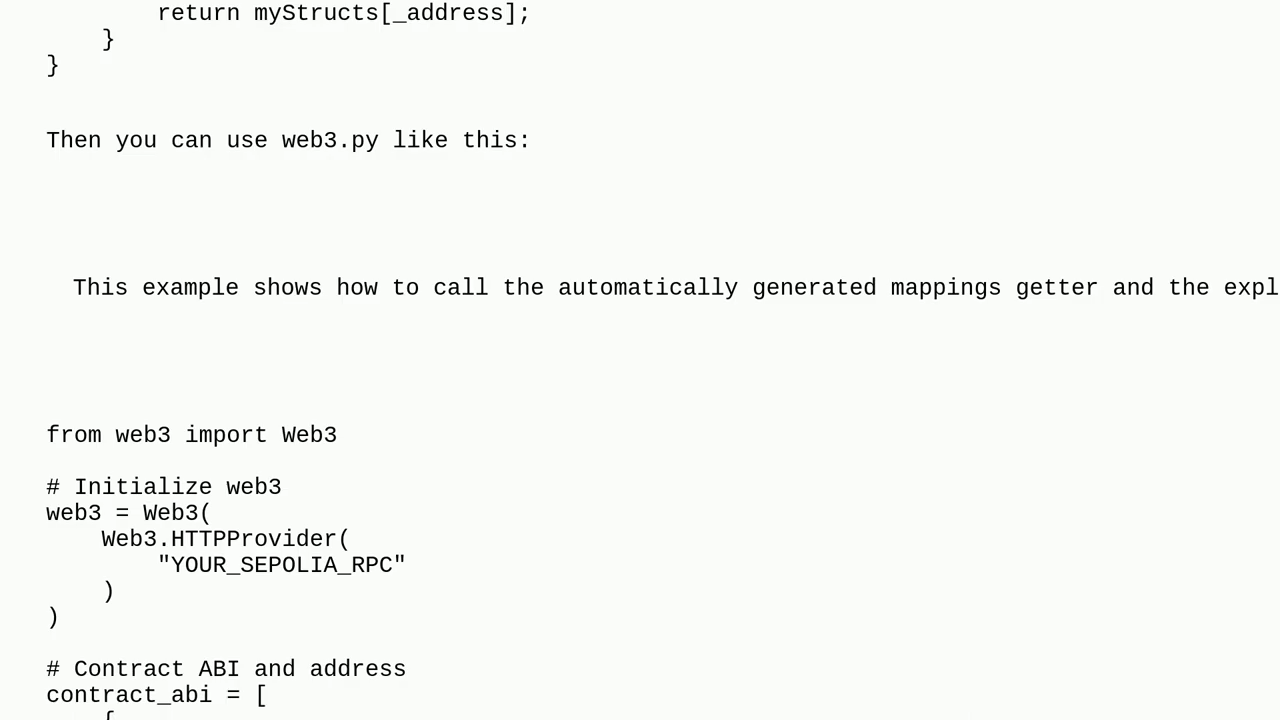 return myStructs[_address];
    }
}
Then you can use web3.py like this:
This example shows how to call the automatically generated mappings getter and the expl
from web3 import Web3
# Initialize web3
web3 = Web3(
    Web3.HTTPProvider(
        "YOUR_SEPOLIA_RPC"
    )
)
# Contract ABI and address
contract_abi = [
    {